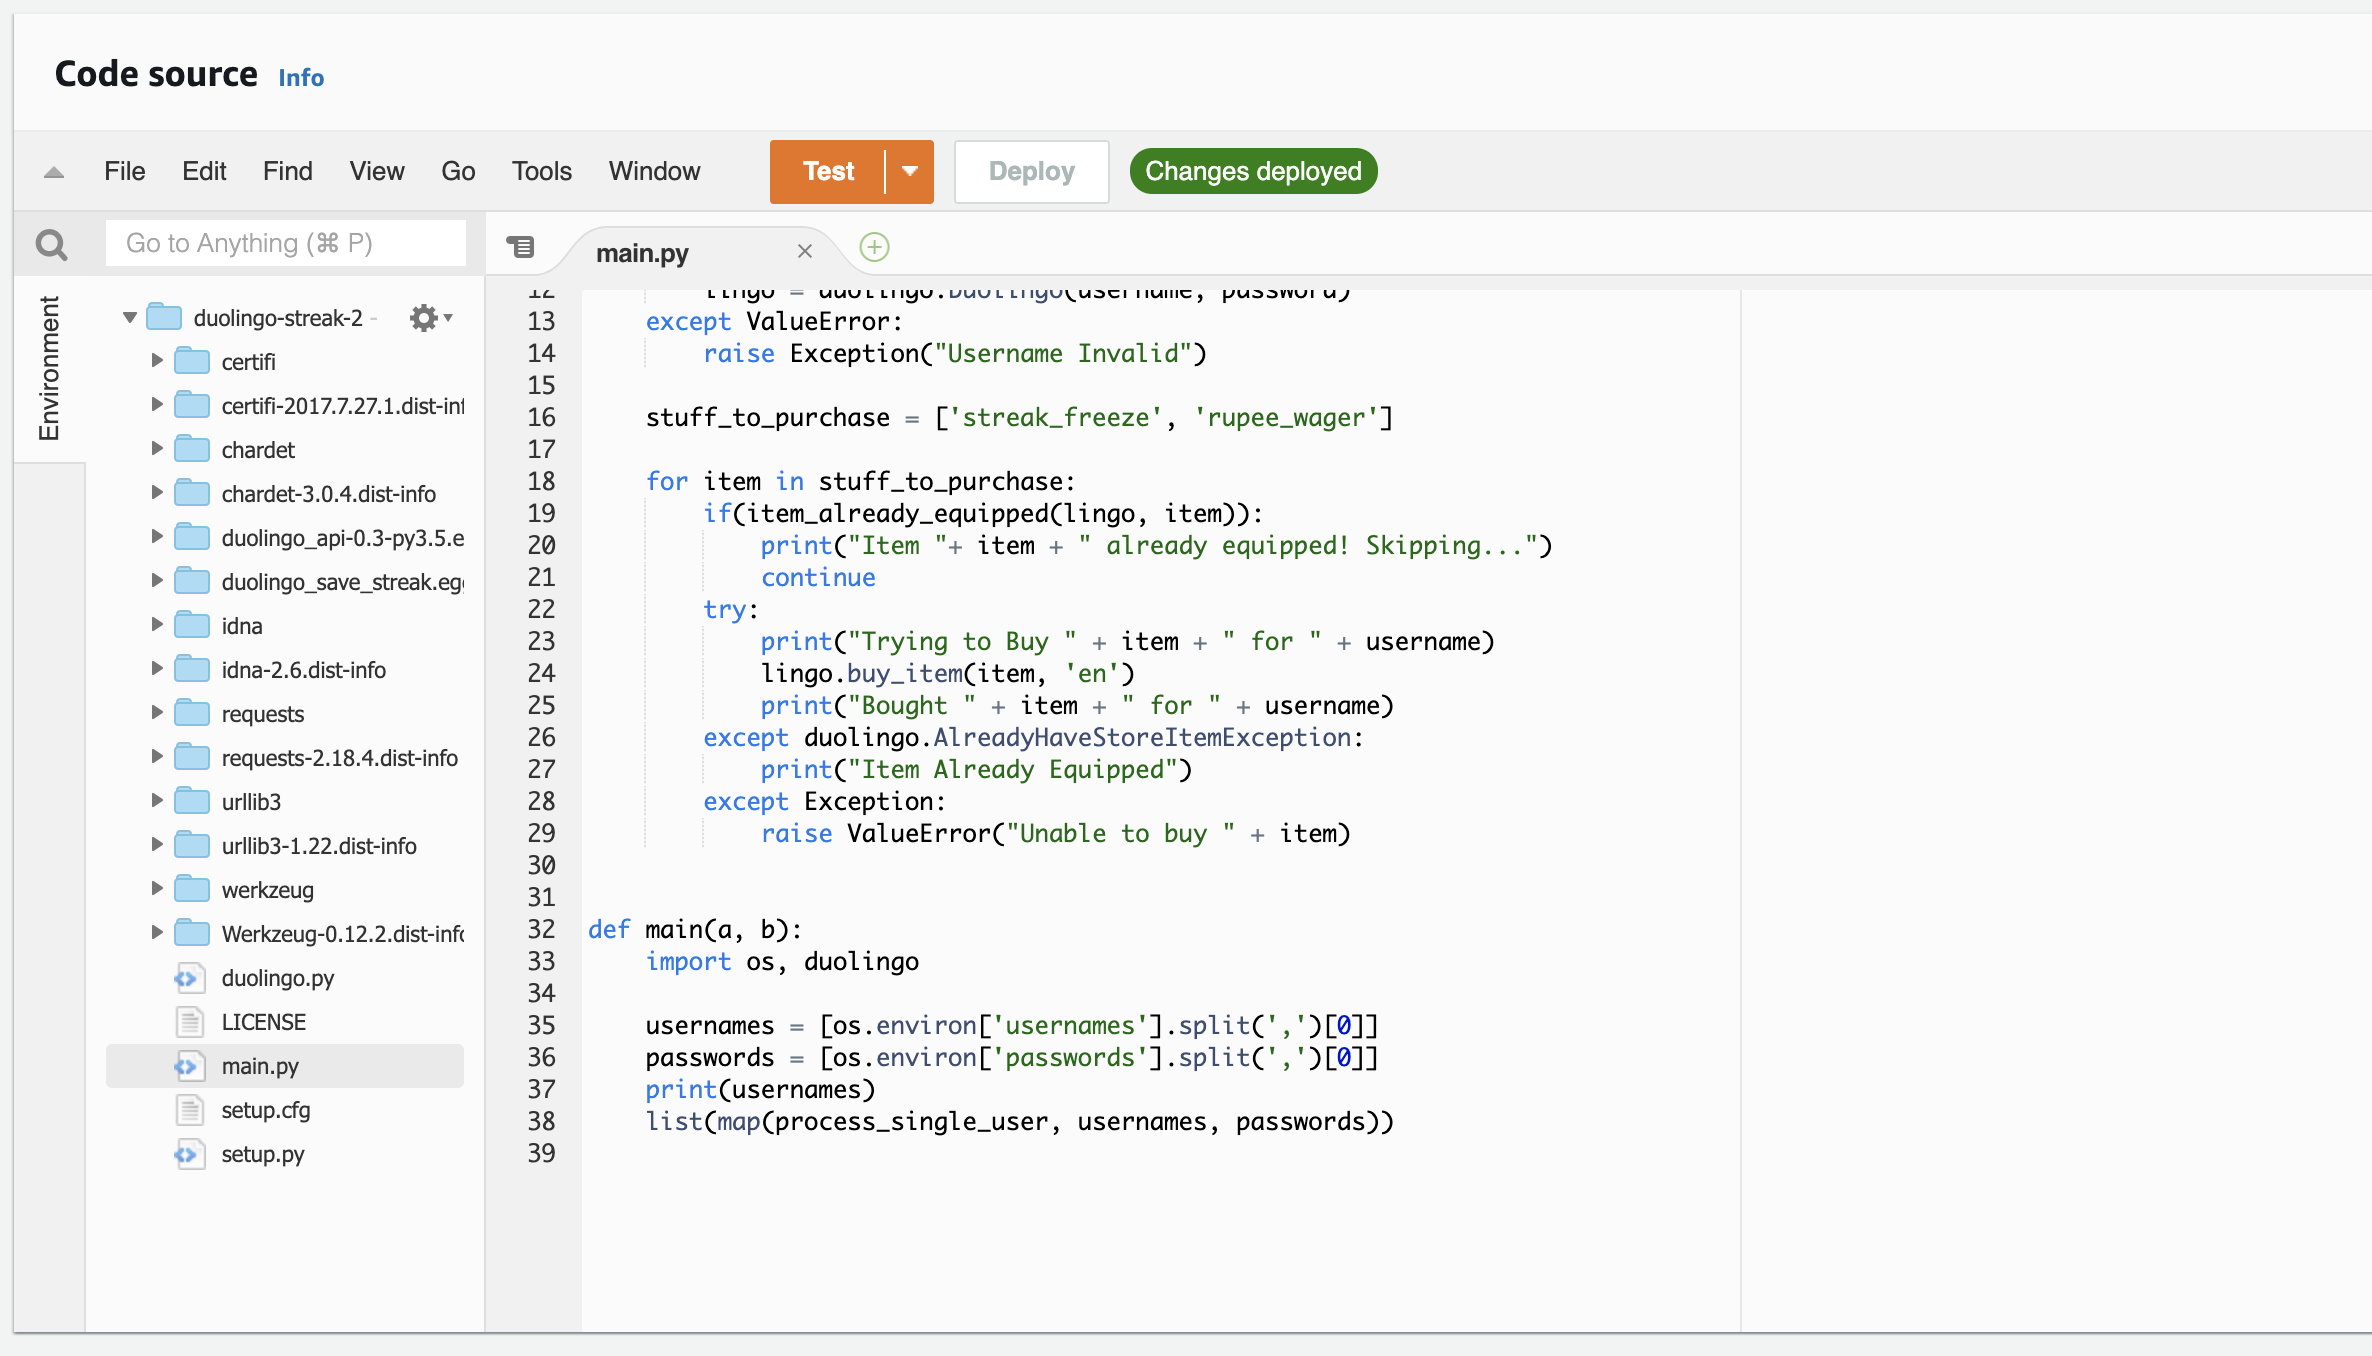 Code source Info
File Edit Find View Go Tools Window Test Deploy Changes deployed
Go to Anything (⌘ P)
main.py
Environment
duolingo-streak-2 -
certifi
certifi-2017.7.27.1.dist-inf
chardet
chardet-3.0.4.dist-info
duolingo_api-0.3-py3.5.e
duolingo_save_streak.eg
idna
idna-2.6.dist-info
requests
requests-2.18.4.dist-info
urllib3
urllib3-1.22.dist-info
werkzeug
Werkzeug-0.12.2.dist-info
duolingo.py
LICENSE
main.py
setup.cfg
setup.py
12         lingo = duolingo.Duolingo(username, password)
13     except ValueError:
14         raise Exception("Username Invalid")
15
16     stuff_to_purchase = ['streak_freeze', 'rupee_wager']
17
18     for item in stuff_to_purchase:
19         if(item_already_equipped(lingo, item)):
20             print("Item "+ item + " already equipped! Skipping...")
21             continue
22         try:
23             print("Trying to Buy " + item + " for " + username)
24             lingo.buy_item(item, 'en')
25             print("Bought " + item + " for " + username)
26         except duolingo.AlreadyHaveStoreItemException:
27             print("Item Already Equipped")
28         except Exception:
29             raise ValueError("Unable to buy " + item)
30
31
32 def main(a, b):
33     import os, duolingo
34
35     usernames = [os.environ['usernames'].split(',')[0]]
36     passwords = [os.environ['passwords'].split(',')[0]]
37     print(usernames)
38     list(map(process_single_user, usernames, passwords))
39